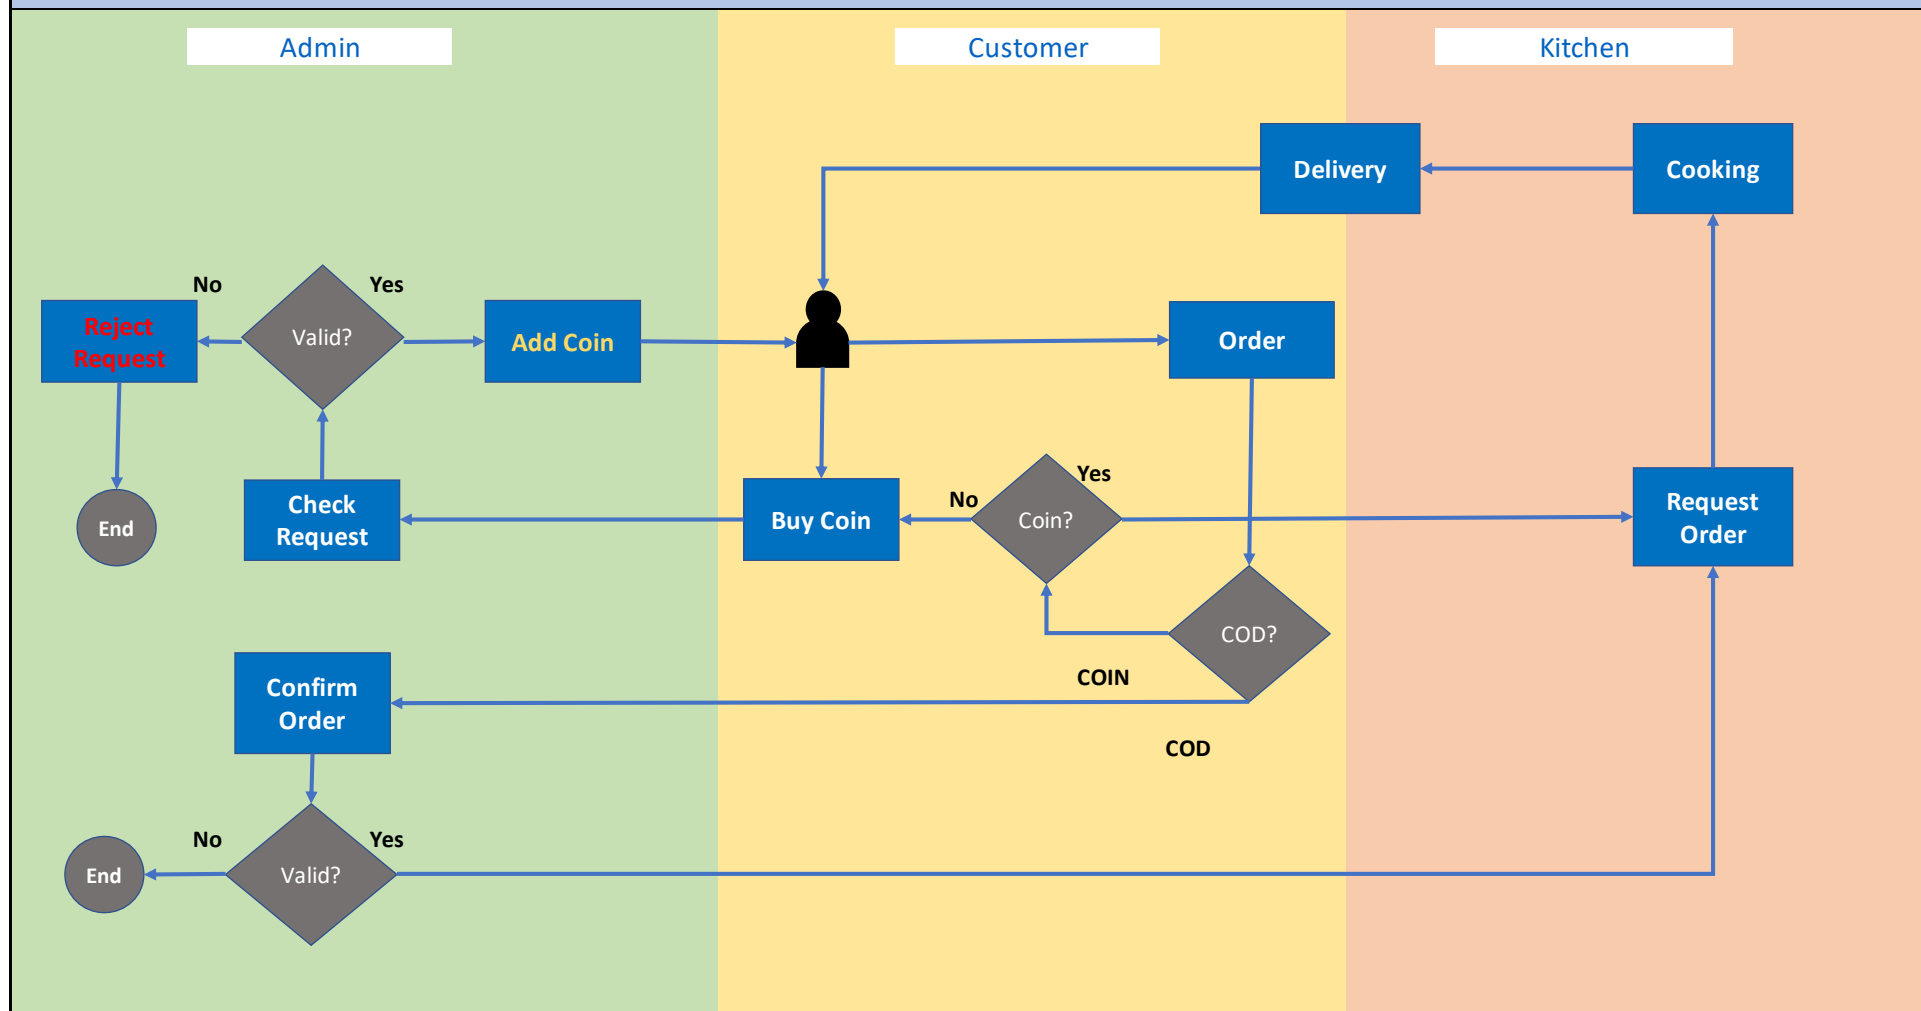 Admin
Customer
Kitchen
Delivery
Cooking
No
Yes
Reject
Request
Valid?
Add Coin
Order
End
Check
Request
Buy Coin
No
Coin?
Yes
Request
Order
COD?
COIN
Confirm
Order
COD
No
Yes
End
Valid?